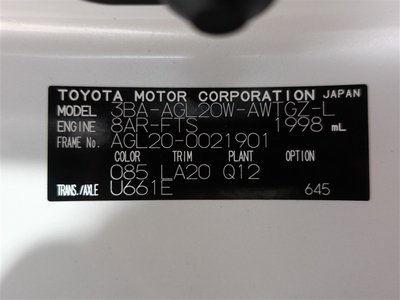 TOYOTA MOTOR CORPORATION JAPAN
MODEL 3BA-AGL20W-AWTGZ-L
ENGINE 8AR-FTS 1998 mL
FRAME No. AGL20-0021901
COLOR TRIM PLANT OPTION
085 LA20 Q12
TRANS./AXLE U661E 645